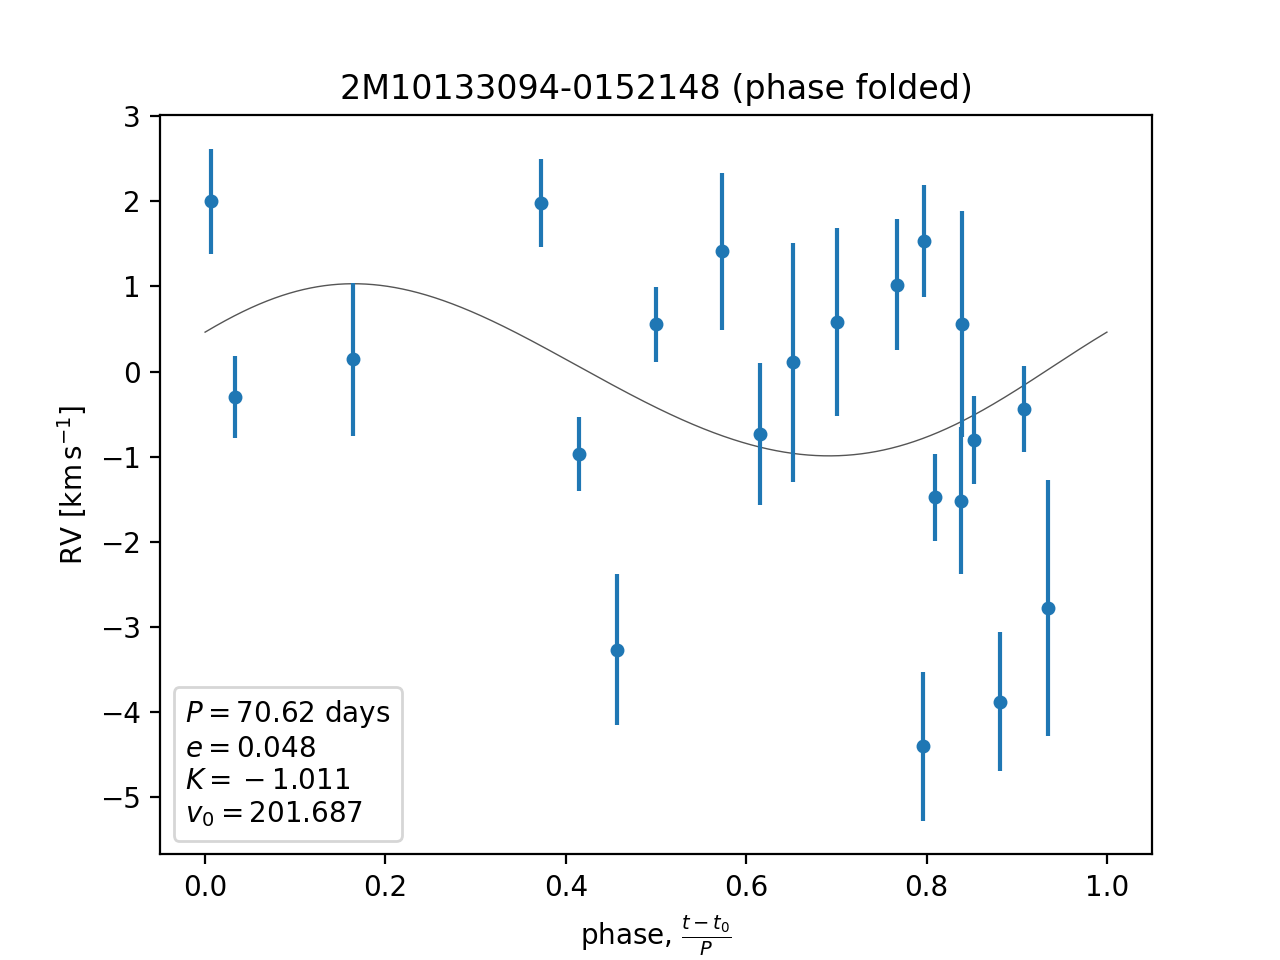 2M10133094-0152148 (phase folded)
3
2
1
0
−1
−2
−3
−4
−5
RV [km s⁻¹]
P = 70.62 days
e = 0.048
K = −1.011
v₀ = 201.687
0.0 0.2 0.4 0.6 0.8 1.0
phase, (t − t₀)/P